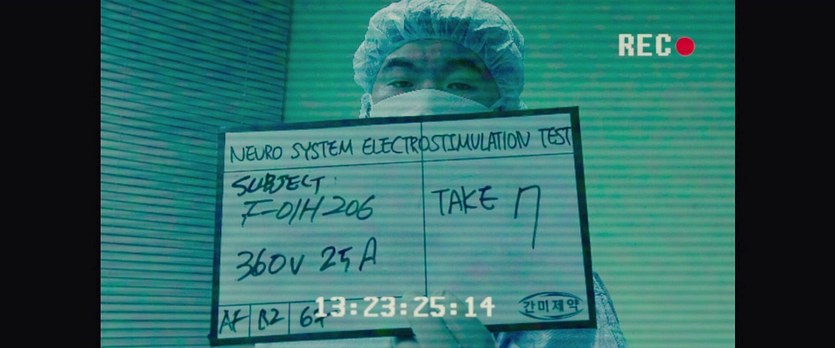 REC
NEURO SYSTEM ELECTROSTIMULATION TEST
SUBJECT:
F-01H206
360V 25A
TAKE 7
B2
13:23:25:14
간미제약